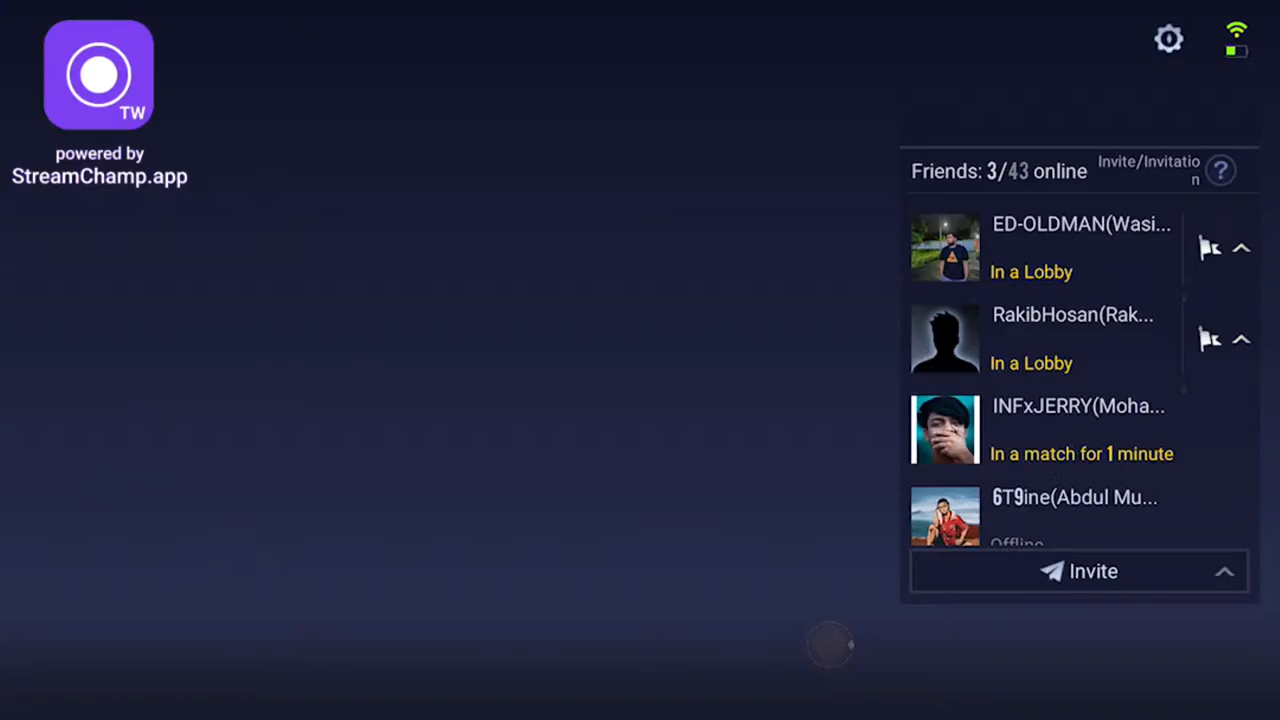 TW
powered by
StreamChamp.app
Friends: 3/43 online
Invite/Invitatio
n
?
ED-OLDMAN(Wasi...
In a Lobby
RakibHosan(Rak...
In a Lobby
INFxJERRY(Moha...
In a match for 1 minute
6T9ine(Abdul Mu...
Offline
Invite